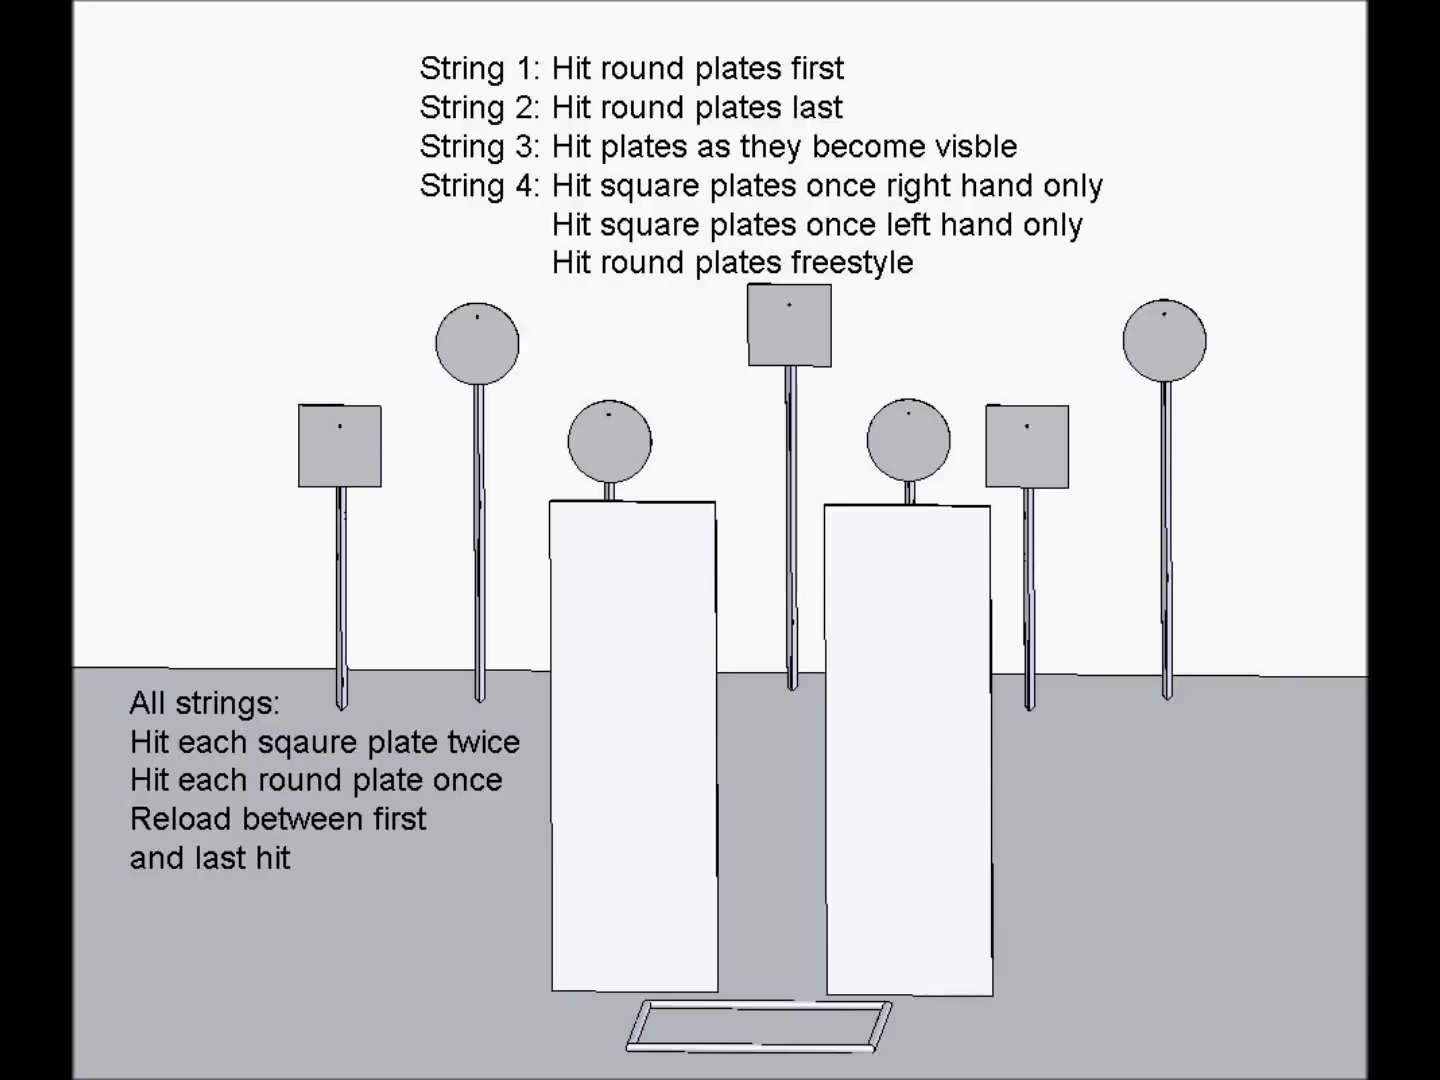 String 1: Hit round plates first
String 2: Hit round plates last
String 3: Hit plates as they become visble
String 4: Hit square plates once right hand only
Hit square plates once left hand only
Hit round plates freestyle
All strings:
Hit each sqaure plate twice
Hit each round plate once
Reload between first
and last hit